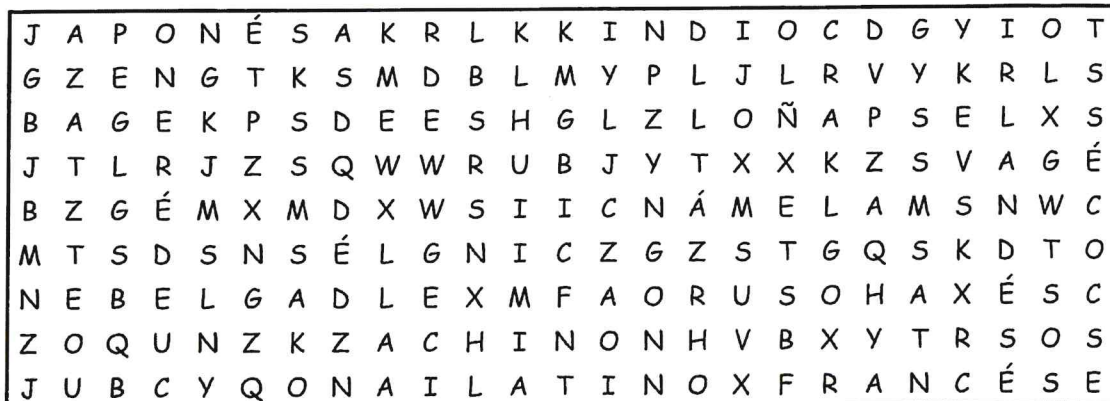 J A P O N É S A K R L K K I N D I O C D G Y I O T
G Z E N G T K S M D B L M Y P L J L R V Y K R L S
B A G E K P S D E E S H G L Z L O Ñ A P S E L X S
J T L R J Z S Q W W R U B J Y T X X K Z S V A G É
B Z G É M X M D X W S I I C N Á M E L A M S N W C
M T S D S N S É L G N I C Z G Z S T G Q S K D T O
N E B E L G A D L E X M F A O R U S O H A X É S C
Z O Q U N Z K Z A C H I N O N H V B X Y T R S O S
J U B C Y Q O N A I L A T I N O X F R A N C É S E